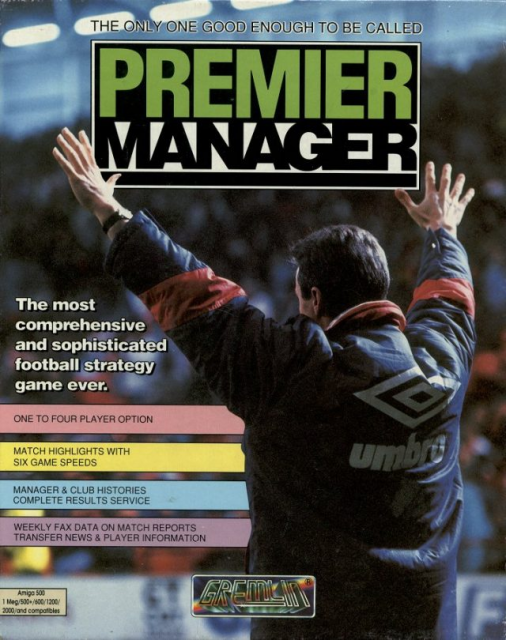 THE ONLY ONE GOOD ENOUGH TO BE CALLED
PREMIER
MANAGER
The most
comprehensive
and sophisticated
football strategy
game ever.
ONE TO FOUR PLAYER OPTION
MATCH HIGHLIGHTS WITH
SIX GAME SPEEDS
MANAGER & CLUB HISTORIES
COMPLETE RESULTS SERVICE
WEEKLY FAX DATA ON MATCH REPORTS
TRANSFER NEWS & PLAYER INFORMATION
umbro
Amiga 500
1 Meg/500+/600/1200/
2000/and compatibles
GREMLIN